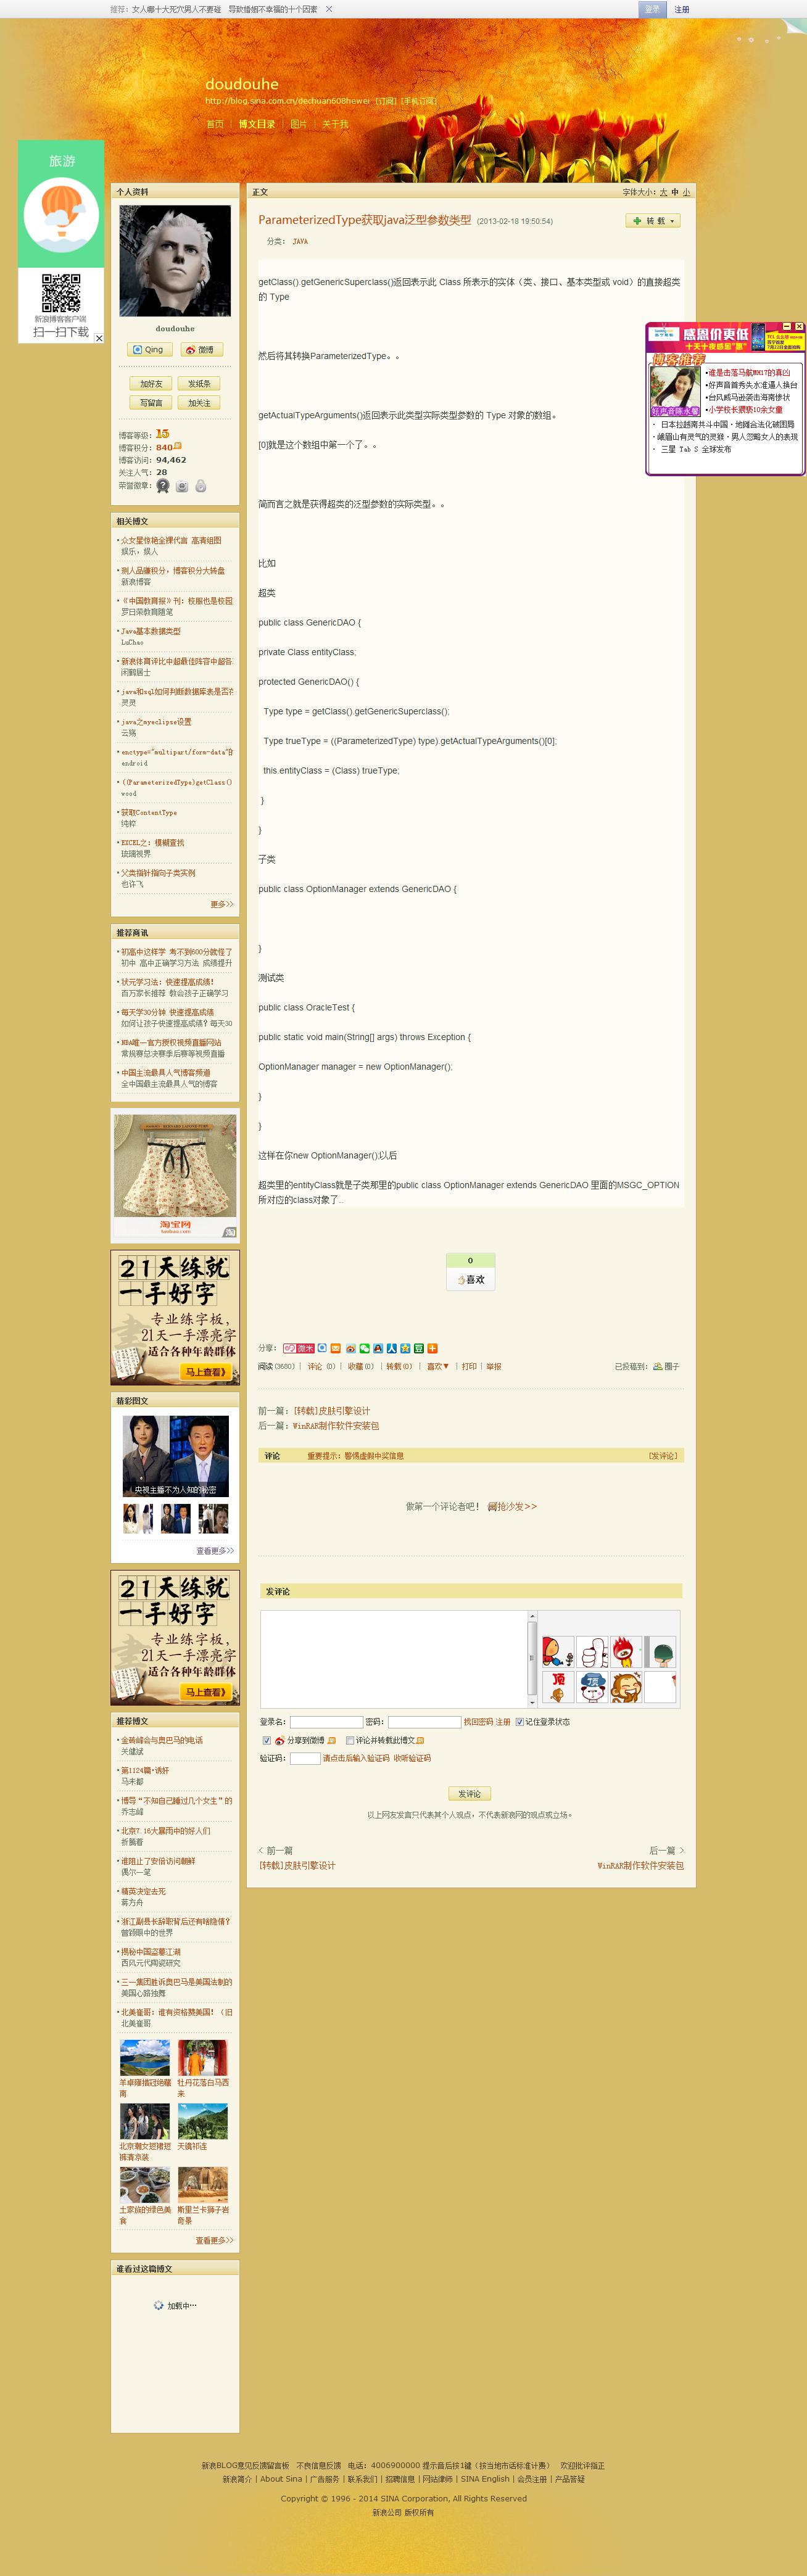 推荐：女人哪十大死穴男人不要碰 导致婚姻不幸福的十个因素
登录 注册
doudouhe
http://blog.sina.com.cn/dechuan608hewei [订阅] [手机订阅]
首页 博文目录 图片 关于我
旅游
新浪博客客户端
扫一扫下载
个人资料
doudouhe
Qing 微博
加好友 发纸条
写留言 加关注
博客等级：15
博客积分：840
博客访问：94,462
关注人气：28
荣誉徽章：
相关博文
众女星惊艳全裸代言 高清组图
娱乐，娱人
测人品赚积分，博客积分大转盘
新浪博客
《中国教育报》刊：校服也是校园
罗日荣教育随笔
Java基本数据类型
LuChao
新浪体育评比中超最佳阵容中超各
闲鹤居士
java和sql如何判断数据库表是否存
灵灵
java之myeclipse设置
云殇
enctype="multipart/form-data"的
endroid
((ParameterizedType)getClass()
wood
获取ContentType
纯粹
EXCEL之：模糊查找
琉璃视界
父类指针指向子类实例
也许飞
更多>>
推荐商讯
初高中这样学 考不到600分就怪了
初中 高中正确学习方法 成绩提升
状元学习法：快速提高成绩！
百万家长推荐 教会孩子正确学习
每天学30分钟 快速提高成绩
如何让孩子快速提高成绩？每天30
NBA唯一官方授权视频直播网站
常规赛总决赛季后赛等视频直播
中国主流最具人气博客频道
全中国最主流最具人气的博客
淘宝网
21天练就
一手好字
专业练字板，
21天一手漂亮字
适合各种年龄群体
马上查看》
精彩图文
央视主播不为人知的秘密
查看更多>>
21天练就
一手好字
专业练字板，
21天一手漂亮字
适合各种年龄群体
马上查看》
推荐博文
金砖峰会与奥巴马的电话
关健斌
第1124篇·诱奸
马未都
博导“不知自己睡过几个女生”的
乔志峰
北京7.16大暴雨中的好人们
折腾着
谁阻止了安倍访问朝鲜
偶尔一笔
精英决定去死
蒋方舟
浙江副县长辞职背后还有啥隐情？
曾颖眼中的世界
揭秘中国盗墓江湖
西风元代陶瓷研究
三一集团胜诉奥巴马是美国法制的
美国心路独舞
北美崔哥：谁有资格赞美国！（旧
北美崔哥
羊卓雍措冠绝藏南
牡丹花落白马西来
北京潮女短裙短裤清凉装
天镜祁连
土家族的绿色美食
斯里兰卡狮子岩奇景
查看更多>>
谁看过这篇博文
加载中…
正文 字体大小：大 中 小
ParameterizedType获取java泛型参数类型 (2013-02-18 19:50:54)
转载
分类： JAVA
getClass().getGenericSuperclass()返回表示此 Class 所表示的实体（类、接口、基本类型或 void）的直接超类
的 Type
然后将其转换ParameterizedType。。
getActualTypeArguments()返回表示此类型实际类型参数的 Type 对象的数组。
[0]就是这个数组中第一个了。。
简而言之就是获得超类的泛型参数的实际类型。。
比如
超类
public class GenericDAO {
private Class entityClass;
protected GenericDAO() {
Type type = getClass().getGenericSuperclass();
Type trueType = ((ParameterizedType) type).getActualTypeArguments()[0];
this.entityClass = (Class) trueType;
}
}
子类
public class OptionManager extends GenericDAO {
}
测试类
public class OracleTest {
public static void main(String[] args) throws Exception {
OptionManager manager = new OptionManager();
}
}
这样在你new OptionManager();以后
超类里的entityClass就是子类那里的public class OptionManager extends GenericDAO 里面的MSGC_OPTION
所对应的class对象了..
0
喜欢
分享：
阅读(3680) 评论 (0) 收藏(0) 转载(0) 喜欢▼ 打印 举报
已投稿到： 圈子
前一篇：[转载]皮肤引擎设计
后一篇：WinRAR制作软件安装包
评论 重要提示：警惕虚假中奖信息 [发评论]
做第一个评论者吧！ 抢沙发>>
发评论
登录名： 密码： 找回密码 注册 记住登录状态
分享到微博 评论并转载此博文
验证码： 请点击后输入验证码 收听验证码
发评论
以上网友发言只代表其个人观点，不代表新浪网的观点或立场。
< 前一篇
[转载]皮肤引擎设计
后一篇 >
WinRAR制作软件安装包
感恩价更低
十天十夜感恩"嗨"
博客推荐
好声音陈永馨
•谁是击落马航MH17的真凶
•好声音首秀失水准逼人换台
•台风威马逊袭击海南惨状
•小学校长猥亵10余女童
· 日本拉越南共斗中国·地摊合法化破困局
·峨眉山有灵气的灵猴·男人忽略女人的表现
· 三星 Tab S 全球发布
新浪BLOG意见反馈留言板 不良信息反馈 电话：4006900000 提示音后按1键（按当地市话标准计费） 欢迎批评指正
新浪简介 | About Sina | 广告服务 | 联系我们 | 招聘信息 | 网站律师 | SINA English | 会员注册 | 产品答疑
Copyright © 1996 - 2014 SINA Corporation, All Rights Reserved
新浪公司 版权所有